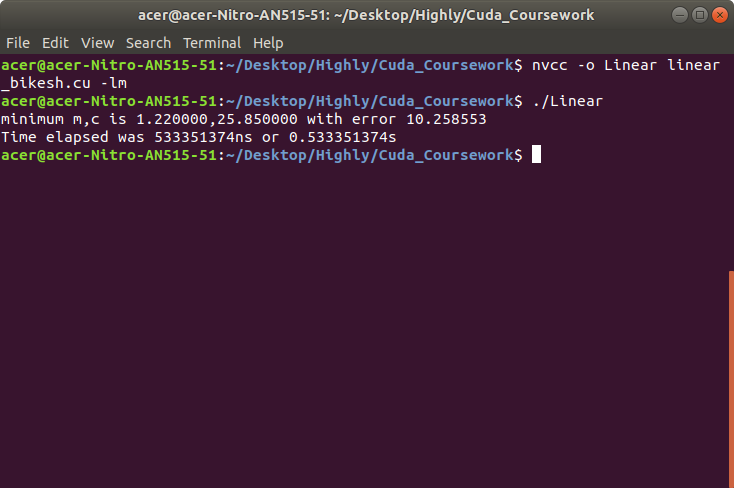 acer@acer-Nitro-AN515-51: ~/Desktop/Highly/Cuda_Coursework
File Edit View Search Terminal Help
acer@acer-Nitro-AN515-51:~/Desktop/Highly/Cuda_Coursework$ nvcc -o Linear linear
_bikesh.cu -lm
acer@acer-Nitro-AN515-51:~/Desktop/Highly/Cuda_Coursework$ ./Linear
minimum m,c is 1.220000,25.850000 with error 10.258553
Time elapsed was 533351374ns or 0.533351374s
acer@acer-Nitro-AN515-51:~/Desktop/Highly/Cuda_Coursework$